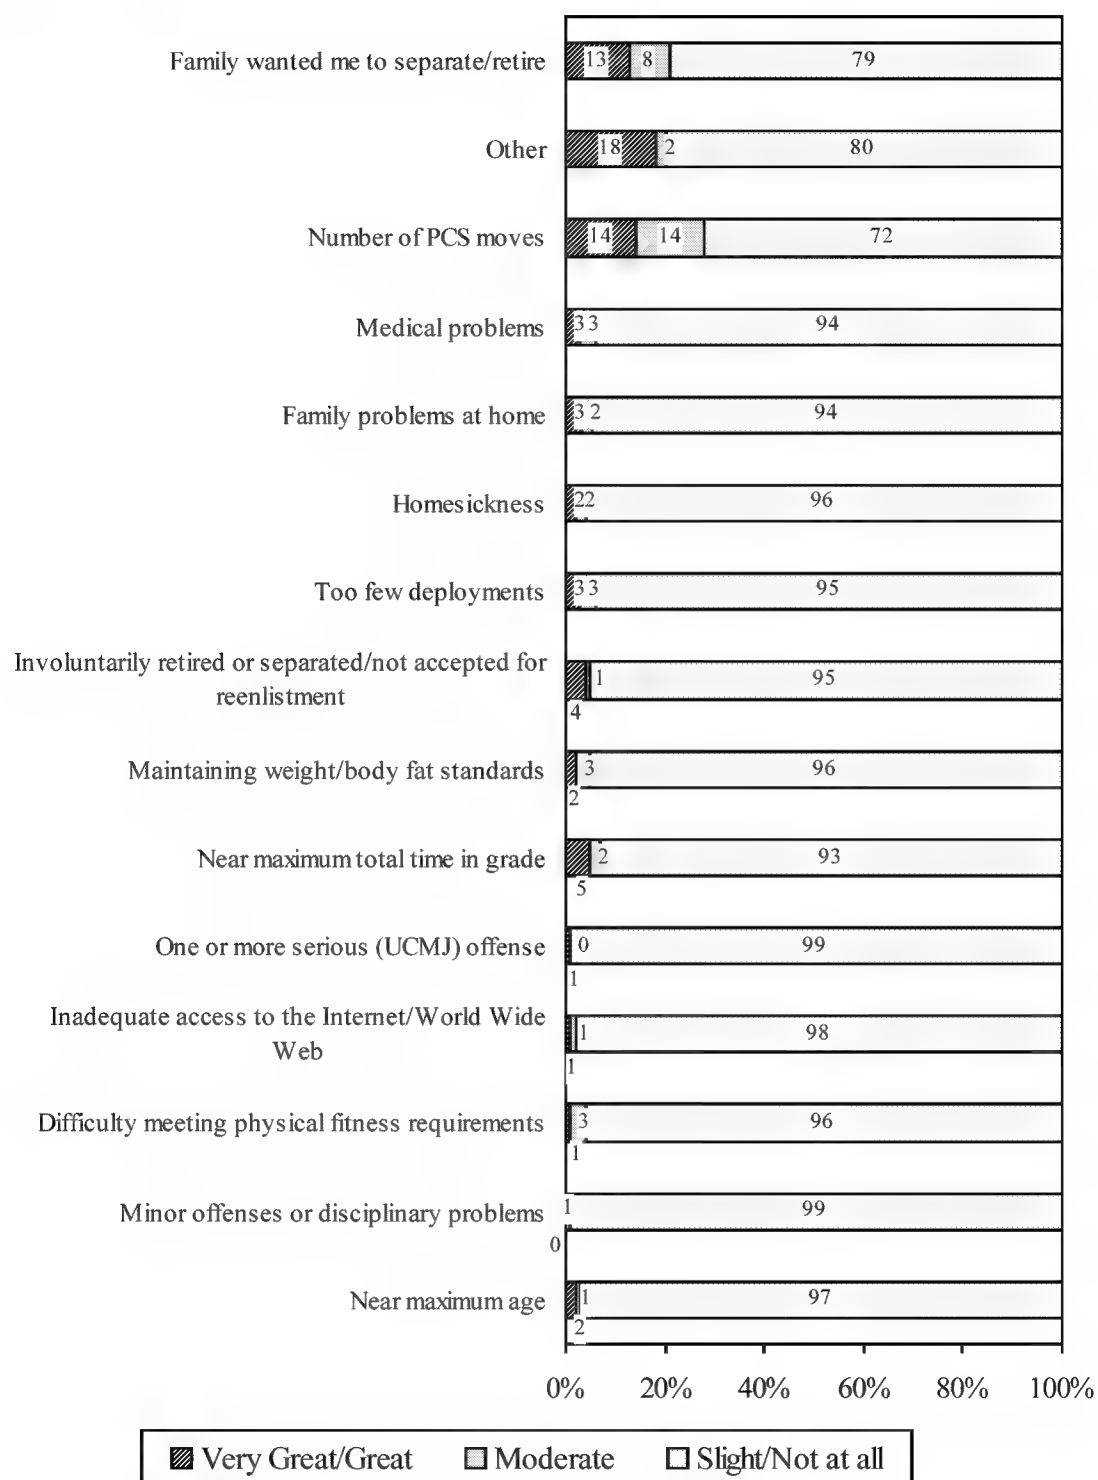 Family wanted me to separate/retire 13 8 79
Other 18 2 80
Number of PCS moves 14 14 72
Medical problems 3 3 94
Family problems at home 3 2 94
Homesickness 2 2 96
Too few deployments 3 3 95
Involuntarily retired or separated/not accepted for
reenlistment 1 95
4
Maintaining weight/body fat standards 3 96
2
Near maximum total time in grade 2 93
5
One or more serious (UCMJ) offense 0 99
1
Inadequate access to the Internet/World Wide
Web 1 98
1
Difficulty meeting physical fitness requirements 3 96
1
Minor offenses or disciplinary problems 1 99
0
Near maximum age 1 97
2
0% 20% 40% 60% 80% 100%
Very Great/Great Moderate Slight/Not at all